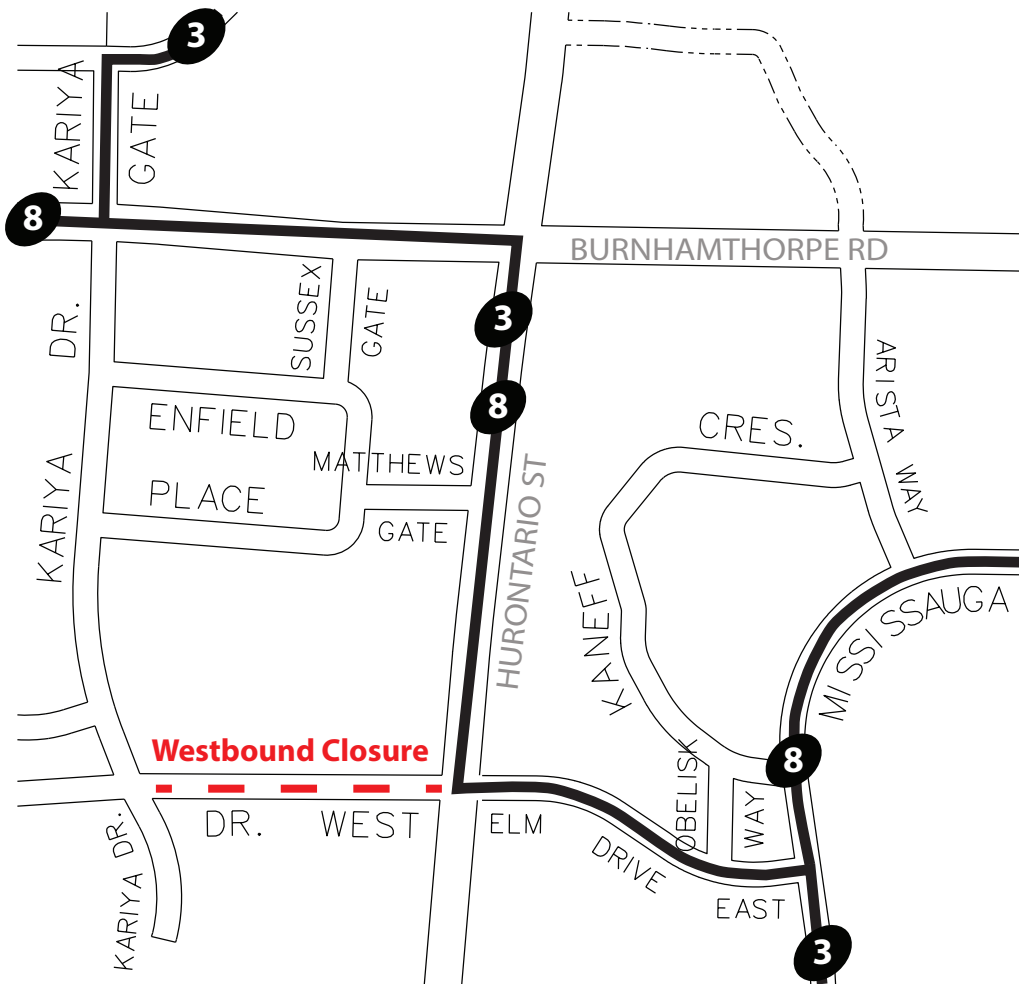 3
KARIYA
GATE
8
BURNHAMTHORPE RD
SUSSEX
GATE
3
DR.
ARISTA WAY
8
ENFIELD
CRES.
MATTHEWS
PLACE
KARIYA
GATE
HURONTARIO ST
KANEFF
MISSISSAUGA
Westbound Closure
8
OBELISK
WAY
DR. WEST
ELM
DRIVE
EAST
KARIYA DR.
3